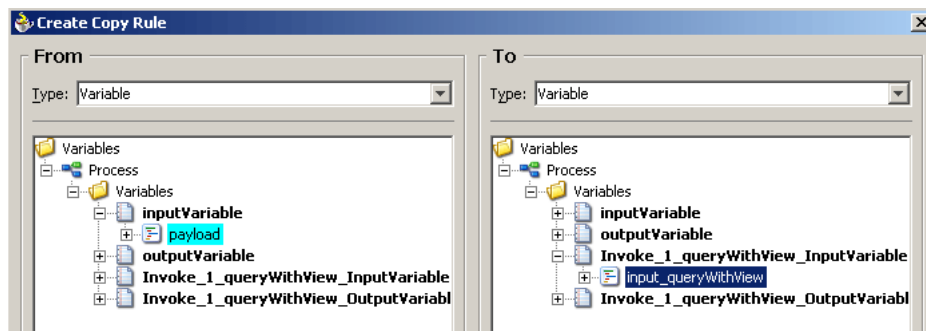 Create Copy Rule
From
Type: Variable
Variables
Process
Variables
inputVariable
payload
outputVariable
Invoke_1_queryWithView_InputVariable
Invoke_1_queryWithView_OutputVariabl
To
Type: Variable
Variables
Process
Variables
inputVariable
outputVariable
Invoke_1_queryWithView_InputVariable
input_queryWithView
Invoke_1_queryWithView_OutputVariabl